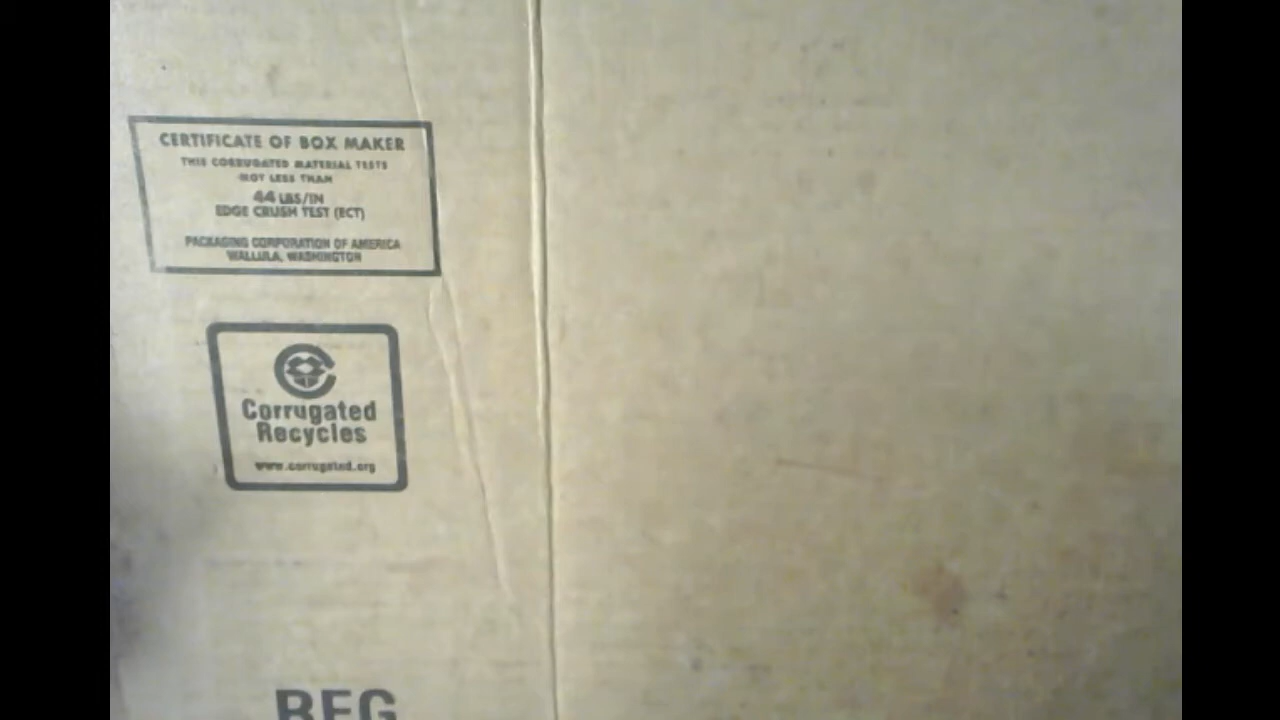 CERTIFICATE OF BOX MAKER
THIS CORRUGATED MATERIAL TESTS
NOT LESS THAN
44 LBS/IN
EDGE CRUSH TEST (ECT)
PACKAGING CORPORATION OF AMERICA
WALLULA, WASHINGTON
Corrugated
Recycles
www.corrugated.org
REG